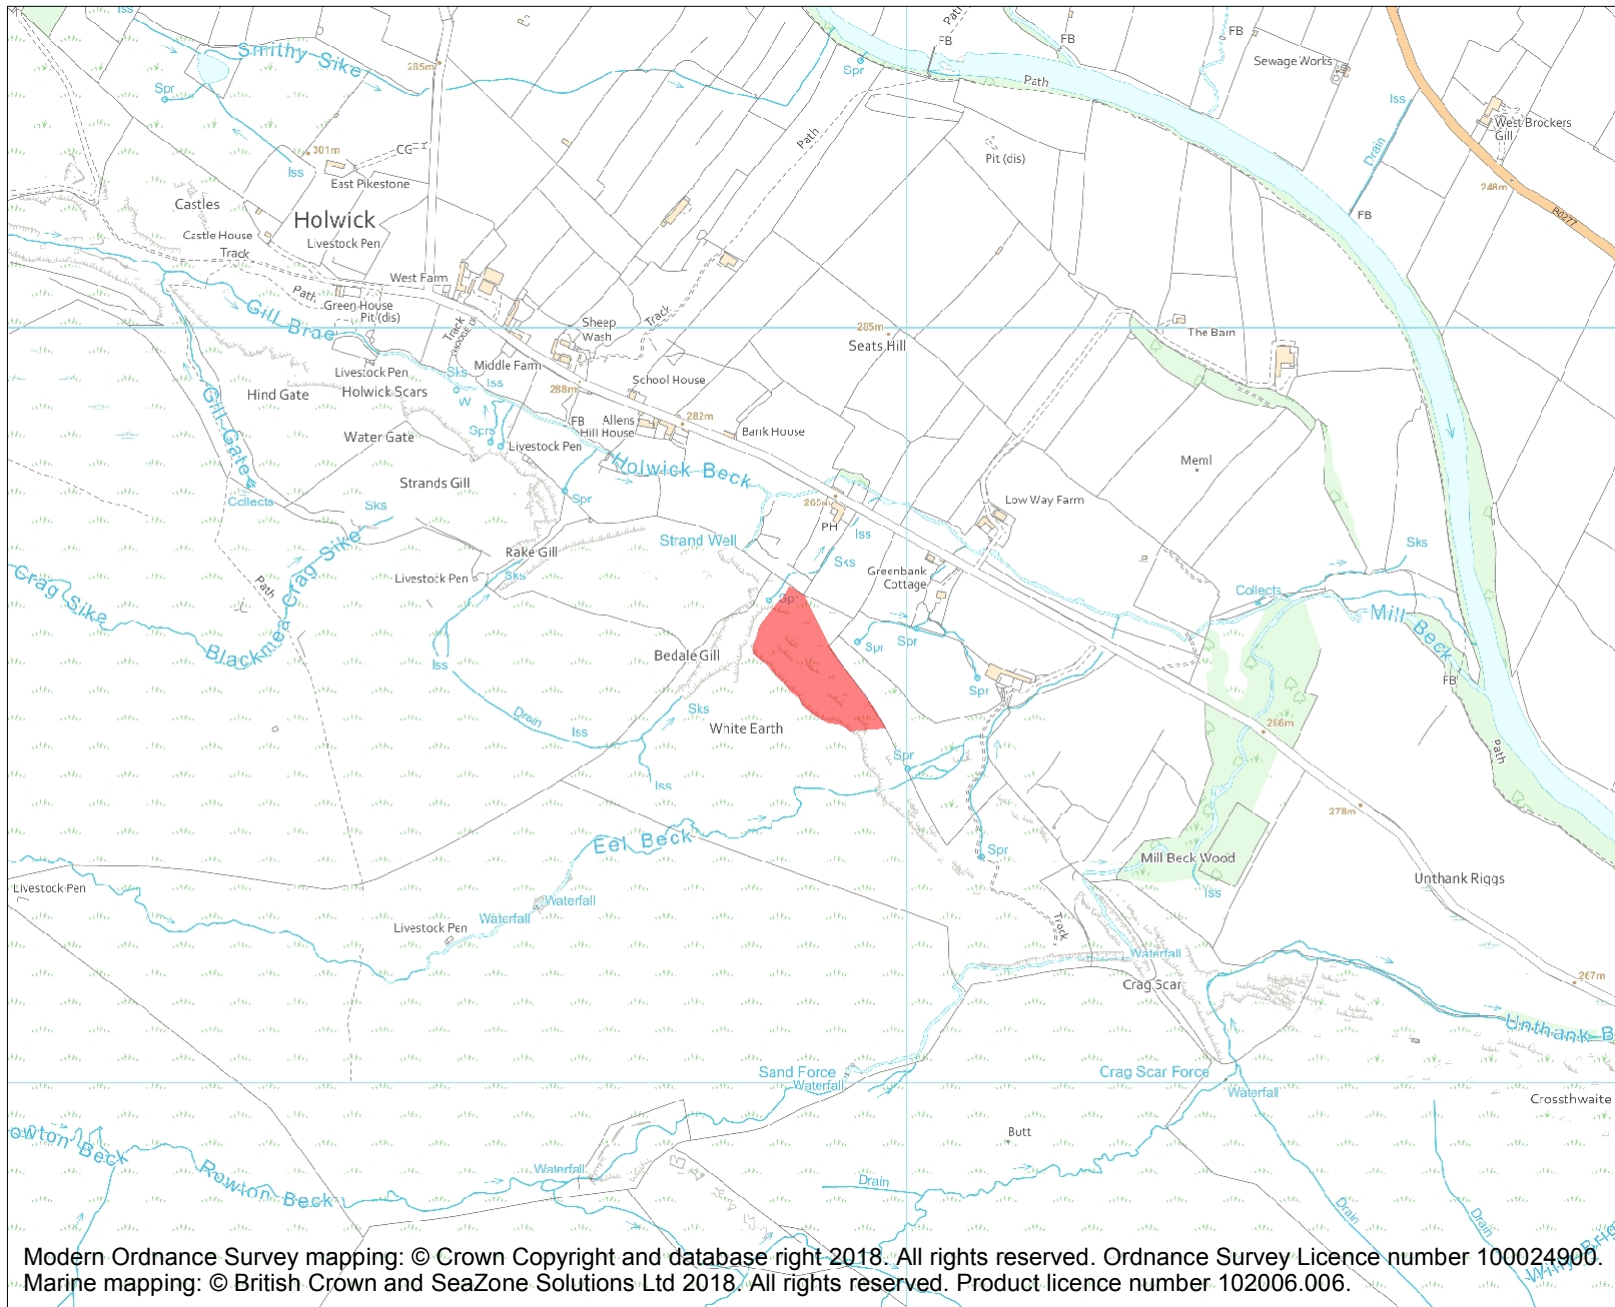 Iss
Smithy Sike
285m
Spr
Iss
301m
CG
East Pikestone
Castles
Holwick
Livestock Pen
Castle House
Track
West Farm
Path
Green House
Pit (dis)
Gill Brae
Track
Sheep
Wash
Track
Path
Spr
FB
Path
FB
Path
FB
Sewage Works
Iss
Drain
FB
West Brockers
Gill
248m
B6277
Pit (dis)
285m
Seats Hill
The Barn
Middle Farm
School House
288m
282m
Livestock Pen
Holwick Scars
Hind Gate
Sks
Iss
W
FB
Allens
Hill House
Bank House
Gill Gate
Water Gate
Sprs
Livestock Pen
Holwick Beck
Strands Gill
Spr
Collects
Sks
265m
PH
Iss
Low Way Farm
Meml
Strand Well
Sks
Greenbank
Cottage
Rake Gill
Livestock Pen
Sks
Path
Crag Sike
Blackmea Crag Sike
Spr
Spr
Spr
Collects
Sks
Mill Beck
FB
Path
Iss
Bedale Gill
Spr
Drain
Iss
Sks
White Earth
Spr
266m
Iss
278m
Eel Beck
Spr
Mill Beck Wood
Iss
Unthank Riggs
Livestock Pen
Waterfall
Waterfall
Livestock Pen
Track
Waterfall
Crag Scar
267m
Unthank B
Sand Force
Waterfall
Crag Scar Force
Waterfall
Crossthwaite
Butt
owton Beck
Rowton Beck
Waterfall
Drain
Drain
Drain
Modern Ordnance Survey mapping: © Crown Copyright and database right 2018. All rights reserved. Ordnance Survey Licence number 100024900.
Marine mapping: © British Crown and SeaZone Solutions Ltd 2018. All rights reserved. Product licence number 102006.006.